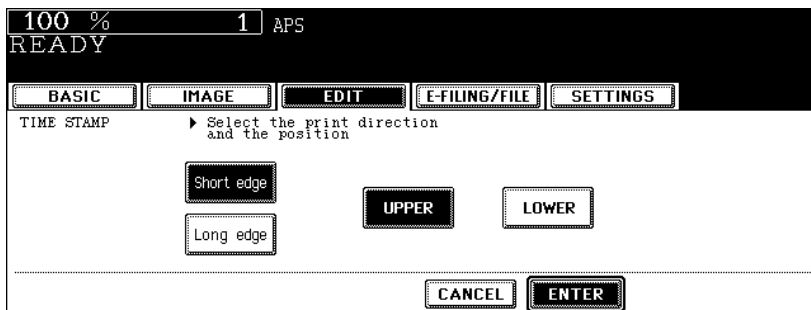 100 % 1 APS
READY
BASIC IMAGE EDIT E-FILING/FILE SETTINGS
TIME STAMP Select the print direction
and the position
Short edge
UPPER LOWER
Long edge
CANCEL ENTER